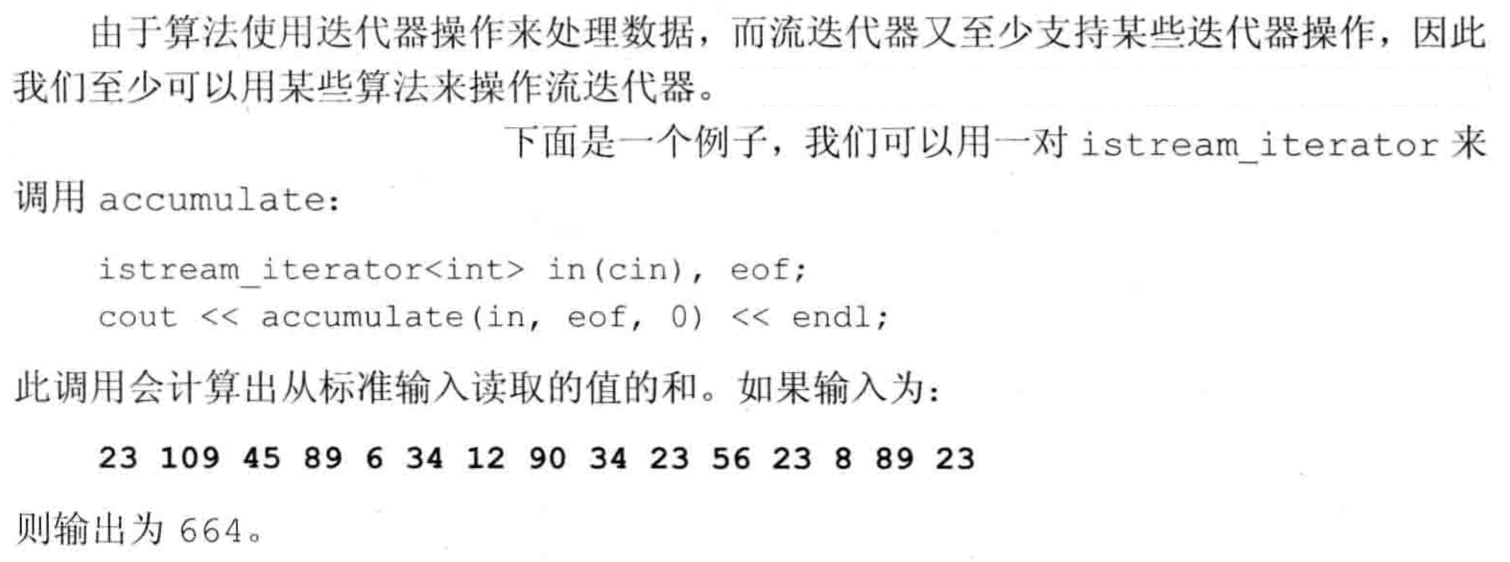 由于算法使用迭代器操作来处理数据，而流迭代器又至少支持某些迭代器操作，因此
我们至少可以用某些算法来操作流迭代器。
下面是一个例子，我们可以用一对 istream_iterator 来
调用 accumulate：
istream_iterator<int> in(cin), eof;
cout << accumulate(in, eof, 0) << endl;
此调用会计算出从标准输入读取的值的和。如果输入为：
23 109 45 89 6 34 12 90 34 23 56 23 8 89 23
则输出为 664。